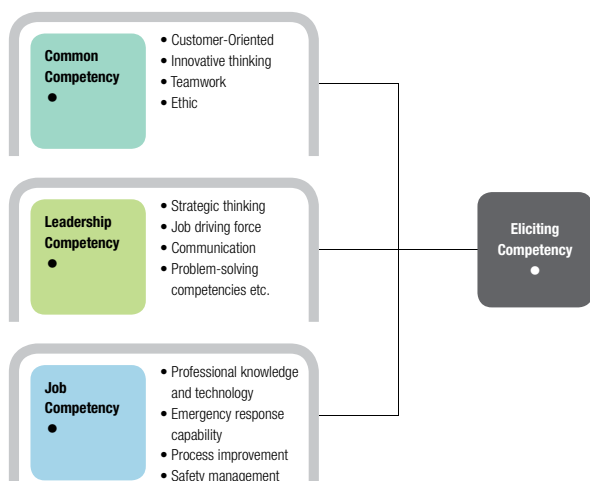 Common
Competency
●
• Customer-Oriented
• Innovative thinking
• Teamwork
• Ethic
Leadership
Competency
●
• Strategic thinking
• Job driving force
• Communication
• Problem-solving
competencies etc.
Eliciting
Competency
●
Job
Competency
●
• Professional knowledge
and technology
• Emergency response
capability
• Process improvement
• Safety management